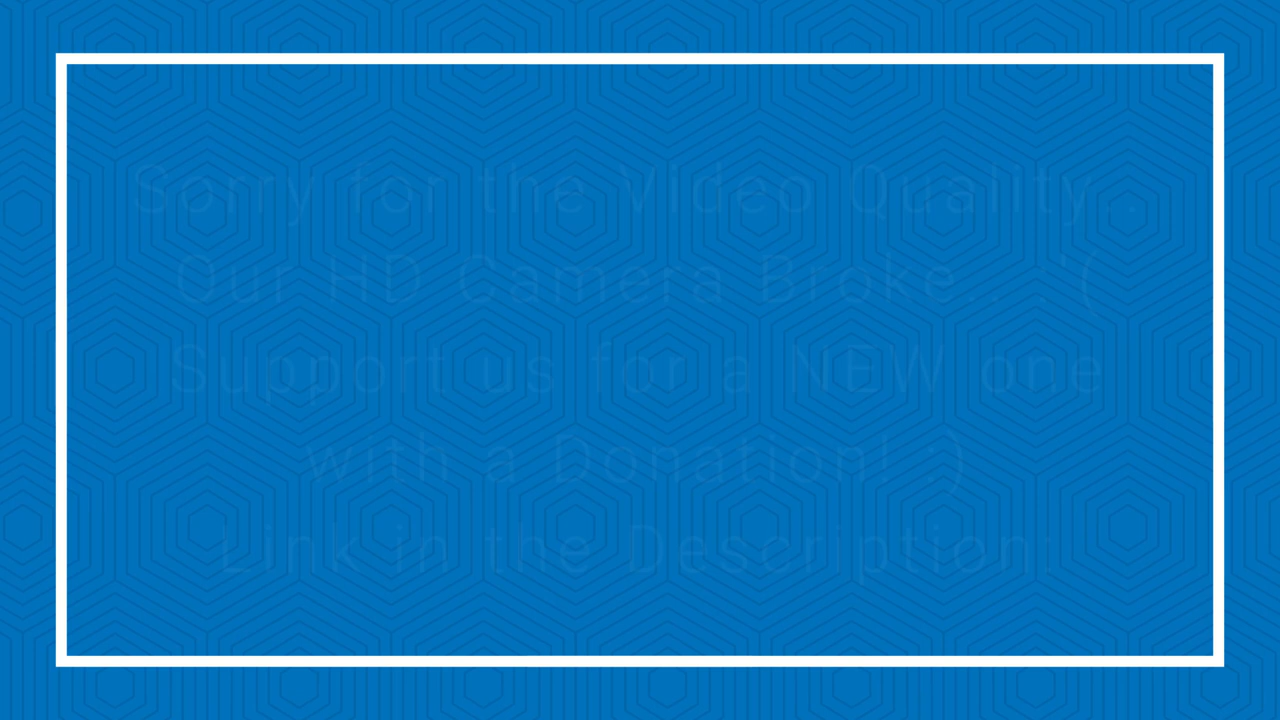 Sorry for the Video Quality...
Our HD Camera Broke... :'(
Support us for a NEW one
with a Donation! :)
Link in the Description!